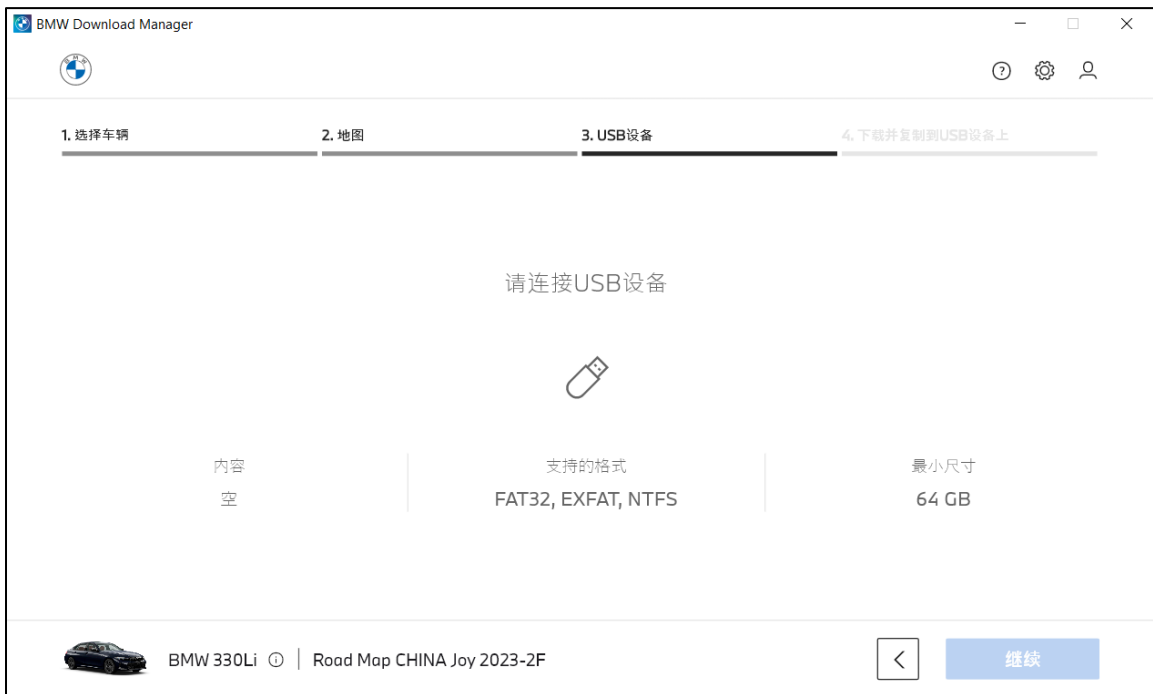 BMW Download Manager
1. 选择车辆
2. 地图
3. USB设备
4. 下载并复制到USB设备上
请连接USB设备
内容
空
支持的格式
FAT32, EXFAT, NTFS
最小尺寸
64 GB
BMW 330Li
Road Map CHINA Joy 2023-2F
继续